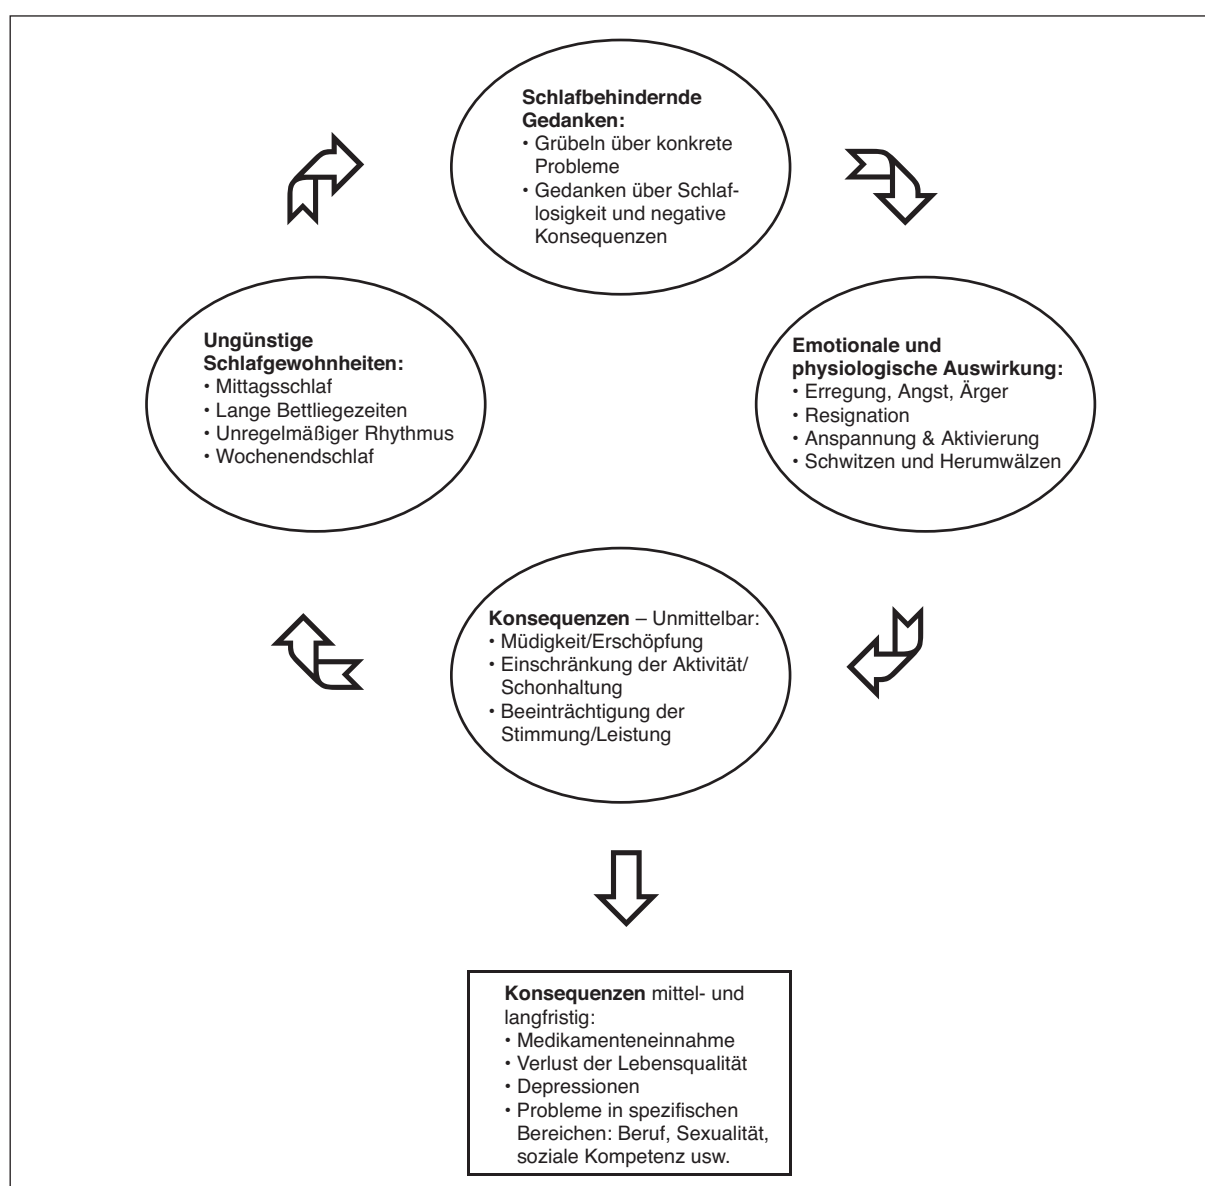 Schlafbehindernde
Gedanken:
• Grübeln über konkrete
Probleme
• Gedanken über Schlaf-
losigkeit und negative
Konsequenzen
Ungünstige
Schlafgewohnheiten:
• Mittagsschlaf
• Lange Bettliegezeiten
• Unregelmäßiger Rhythmus
• Wochenendschlaf
Emotionale und
physiologische Auswirkung:
• Erregung, Angst, Ärger
• Resignation
• Anspannung & Aktivierung
• Schwitzen und Herumwälzen
Konsequenzen – Unmittelbar:
• Müdigkeit/Erschöpfung
• Einschränkung der Aktivität/
Schonhaltung
• Beeinträchtigung der
Stimmung/Leistung
Konsequenzen mittel- und
langfristig:
• Medikamenteneinnahme
• Verlust der Lebensqualität
• Depressionen
• Probleme in spezifischen
Bereichen: Beruf, Sexualität,
soziale Kompetenz usw.